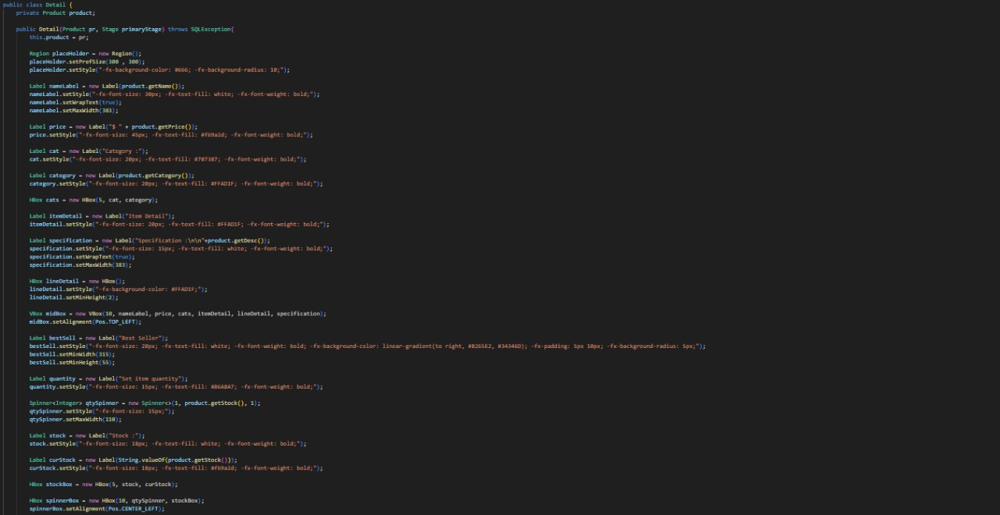 public class Detail {
private Product product;
public Detail(Product pr, Stage primaryStage) throws SQLException{
this.product = pr;
Region placeHolder = new Region();
placeHolder.setPrefSize(300 , 300);
placeHolder.setStyle("-fx-background-color: #666; -fx-background-radius: 10;");
Label nameLabel = new Label(product.getName());
nameLabel.setStyle("-fx-font-size: 30px; -fx-text-fill: white; -fx-font-weight: bold;");
nameLabel.setWrapText(true);
nameLabel.setMaxWidth(383);
Label price = new Label("$ " + product.getPrice());
price.setStyle("-fx-font-size: 45px; -fx-text-fill: #f69a2d; -fx-font-weight: bold;");
Label cat = new Label("Category :");
cat.setStyle("-fx-font-size: 20px; -fx-text-fill: #707387; -fx-font-weight: bold;");
Label category = new Label(product.getCategory());
category.setStyle("-fx-font-size: 20px; -fx-text-fill: #FFAD1F; -fx-font-weight: bold;");
HBox cats = new HBox(5, cat, category);
Label itemDetail = new Label("Item Detail");
itemDetail.setStyle("-fx-font-size: 20px; -fx-text-fill: #FFAD1F; -fx-font-weight: bold;");
Label specification = new Label("Specification :\n\n"+product.getDesc());
specification.setStyle("-fx-font-size: 15px; -fx-text-fill: white; -fx-font-weight: bold;");
specification.setWrapText(true);
specification.setMaxWidth(383);
HBox lineDetail = new HBox();
lineDetail.setStyle("-fx-background-color: #FFAD1F;");
lineDetail.setMinHeight(2);
VBox midBox = new VBox(10, nameLabel, price, cats, itemDetail, lineDetail, specification);
midBox.setAlignment(Pos.TOP_LEFT);
Label bestSell = new Label("Best Seller");
bestSell.setStyle("-fx-font-size: 20px; -fx-text-fill: white; -fx-font-weight: bold; -fx-background-color: linear-gradient(to right, #8265E2, #34346D); -fx-padding: 5px 10px; -fx-background-radius: 5px;");
bestSell.setMinWidth(315);
bestSell.setMinHeight(55);
Label quantity = new Label("Set item quantity");
quantity.setStyle("-fx-font-size: 15px; -fx-text-fill: #B6A8A7; -fx-font-weight: bold;");
Spinner<Integer> qtySpinner = new Spinner<>(1, product.getStock(), 1);
qtySpinner.setStyle("-fx-font-size: 15px;");
qtySpinner.setMaxWidth(110);
Label stock = new Label("Stock :");
stock.setStyle("-fx-font-size: 18px; -fx-text-fill: white; -fx-font-weight: bold;");
Label curStock = new Label(String.valueOf(product.getStock()));
curStock.setStyle("-fx-font-size: 18px; -fx-text-fill: #f69a2d; -fx-font-weight: bold;");
HBox stockBox = new HBox(5, stock, curStock);
HBox spinnerBox = new HBox(10, qtySpinner, stockBox);
spinnerBox.setAlignment(Pos.CENTER_LEFT);